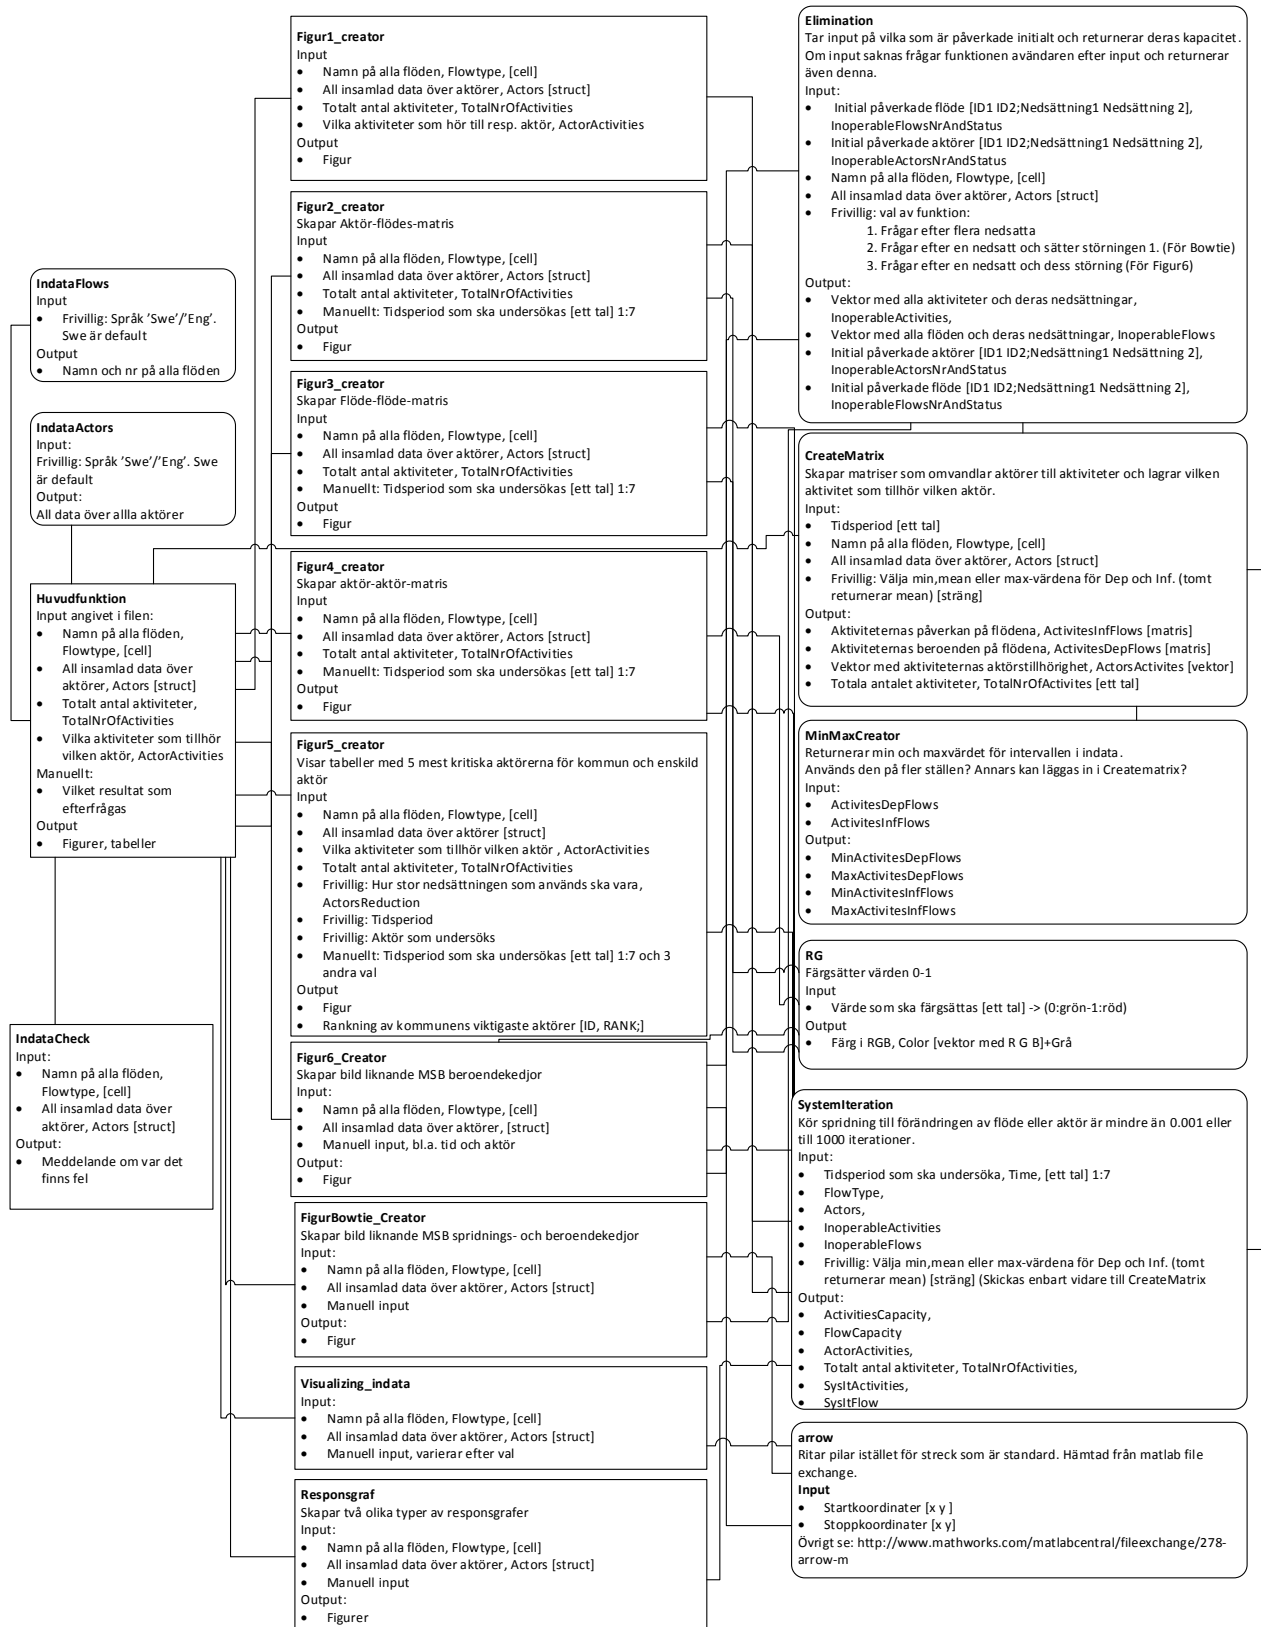 IndataFlows
Input
• Frivillig: Språk ’Swe’/’Eng’.
Swe är default
Output
• Namn och nr på alla flöden
IndataActors
Input:
Frivillig: Språk ’Swe’/’Eng’. Swe
är default
Output:
All data över allla aktörer
Huvudfunktion
Input angivet i filen:
• Namn på alla flöden,
Flowtype, [cell]
• All insamlad data över
aktörer, Actors [struct]
• Totalt antal aktiviteter,
TotalNrOfActivities
• Vilka aktiviteter som tillhör
vilken aktör, ActorActivities
Manuellt:
• Vilket resultat som
efterfrågas
Output
• Figurer, tabeller
IndataCheck
Input:
• Namn på alla flöden,
Flowtype, [cell]
• All insamlad data över
aktörer, Actors [struct]
Output:
• Meddelande om var det
finns fel
Figur1_creator
Input
• Namn på alla flöden, Flowtype, [cell]
• All insamlad data över aktörer, Actors [struct]
• Totalt antal aktiviteter, TotalNrOfActivities
• Vilka aktiviteter som hör till resp. aktör, ActorActivities
Output
• Figur
Figur2_creator
Skapar Aktör-flödes-matris
Input
• Namn på alla flöden, Flowtype, [cell]
• All insamlad data över aktörer, Actors [struct]
• Totalt antal aktiviteter, TotalNrOfActivities
• Manuellt: Tidsperiod som ska undersökas [ett tal] 1:7
Output
• Figur
Figur3_creator
Skapar Flöde-flöde-matris
Input
• Namn på alla flöden, Flowtype, [cell]
• All insamlad data över aktörer, Actors [struct]
• Totalt antal aktiviteter, TotalNrOfActivities
• Manuellt: Tidsperiod som ska undersökas [ett tal] 1:7
Output
• Figur
Figur4_creator
Skapar aktör-aktör-matris
Input
• Namn på alla flöden, Flowtype, [cell]
• All insamlad data över aktörer, Actors [struct]
• Totalt antal aktiviteter, TotalNrOfActivities
• Manuellt: Tidsperiod som ska undersökas [ett tal] 1:7
Output
• Figur
Figur5_creator
Visar tabeller med 5 mest kritiska aktörerna för kommun och enskild
aktör
Input
• Namn på alla flöden, Flowtype, [cell]
• All insamlad data över aktörer [struct]
• Vilka aktiviteter som tillhör vilken aktör , ActorActivities
• Totalt antal aktiviteter, TotalNrOfActivities
• Frivillig: Hur stor nedsättningen som används ska vara,
ActorsReduction
• Frivillig: Tidsperiod
• Frivillig: Aktör som undersöks
• Manuellt: Tidsperiod som ska undersökas [ett tal] 1:7 och 3
andra val
Output
• Figur
• Rankning av kommunens viktigaste aktörer [ID, RANK;]
Figur6_Creator
Skapar bild liknande MSB beroendekedjor
Input:
• Namn på alla flöden, Flowtype, [cell]
• All insamlad data över aktörer, [struct]
• Manuell input, bl.a. tid och aktör
Output:
• Figur
FigurBowtie_Creator
Skapar bild liknande MSB spridnings- och beroendekedjor
Input:
• Namn på alla flöden, Flowtype, [cell]
• All insamlad data över aktörer, Actors [struct]
• Manuell input
Output:
• Figur
Visualizing_indata
Input:
• Namn på alla flöden, Flowtype, [cell]
• All insamlad data över aktörer, Actors [struct]
• Manuell input, varierar efter val
Responsgraf
Skapar två olika typer av responsgrafer
Input:
• Namn på alla flöden, Flowtype, [cell]
• All insamlad data över aktörer, Actors [struct]
• Manuell input
Output:
• Figurer
Elimination
Tar input på vilka som är påverkade initialt och returnerar deras kapacitet.
Om input saknas frågar funktionen avändaren efter input och returnerar
även denna.
Input:
• Initial påverkade flöde [ID1 ID2;Nedsättning1 Nedsättning 2],
InoperableFlowsNrAndStatus
• Initial påverkade aktörer [ID1 ID2;Nedsättning1 Nedsättning 2],
InoperableActorsNrAndStatus
• Namn på alla flöden, Flowtype, [cell]
• All insamlad data över aktörer, Actors [struct]
• Frivillig: val av funktion:
1. Frågar efter flera nedsatta
2. Frågar efter en nedsatt och sätter störningen 1. (För Bowtie)
3. Frågar efter en nedsatt och dess störning (För Figur6)
Output:
• Vektor med alla aktiviteter och deras nedsättningar,
InoperableActivities,
• Vektor med alla flöden och deras nedsättningar, InoperableFlows
• Initial påverkade aktörer [ID1 ID2;Nedsättning1 Nedsättning 2],
InoperableActorsNrAndStatus
• Initial påverkade flöde [ID1 ID2;Nedsättning1 Nedsättning 2],
InoperableFlowsNrAndStatus
CreateMatrix
Skapar matriser som omvandlar aktörer till aktiviteter och lagrar vilken
aktivitet som tillhör vilken aktör.
Input:
• Tidsperiod [ett tal]
• Namn på alla flöden, Flowtype, [cell]
• All insamlad data över aktörer, Actors [struct]
• Frivillig: Välja min,mean eller max-värdena för Dep och Inf. (tomt
returnerar mean) [sträng]
Output:
• Aktiviteternas påverkan på flödena, ActivitesInfFlows [matris]
• Aktiviteternas beroenden på flödena, ActivitesDepFlows [matris]
• Vektor med aktiviteternas aktörstillhörighet, ActorsActivites [vektor]
• Totala antalet aktiviteter, TotalNrOfActivites [ett tal]
MinMaxCreator
Returnerar min och maxvärdet för intervallen i indata.
Används den på fler ställen? Annars kan läggas in i Creatematrix?
Input:
• ActivitesDepFlows
• ActivitesInfFlows
Output:
• MinActivitesDepFlows
• MaxActivitesDepFlows
• MinActivitesInfFlows
• MaxActivitesInfFlows
RG
Färgsätter värden 0-1
Input
• Värde som ska färgsättas [ett tal] -> (0:grön-1:röd)
Output
• Färg i RGB, Color [vektor med R G B]+Grå
SystemIteration
Kör spridning till förändringen av flöde eller aktör är mindre än 0.001 eller
till 1000 iterationer.
Input:
• Tidsperiod som ska undersöka, Time, [ett tal] 1:7
• FlowType,
• Actors,
• InoperableActivities
• InoperableFlows
• Frivillig: Välja min,mean eller max-värdena för Dep och Inf. (tomt
returnerar mean) [sträng] (Skickas enbart vidare till CreateMatrix
Output:
• ActivitiesCapacity,
• FlowCapacity
• ActorActivities,
• Totalt antal aktiviteter, TotalNrOfActivities,
• SysItActivities,
• SysItFlow
arrow
Ritar pilar istället för streck som är standard. Hämtad från matlab file
exchange.
Input
• Startkoordinater [x y ]
• Stoppkoordinater [x y]
Övrigt se: http://www.mathworks.com/matlabcentral/fileexchange/278-
arrow-m